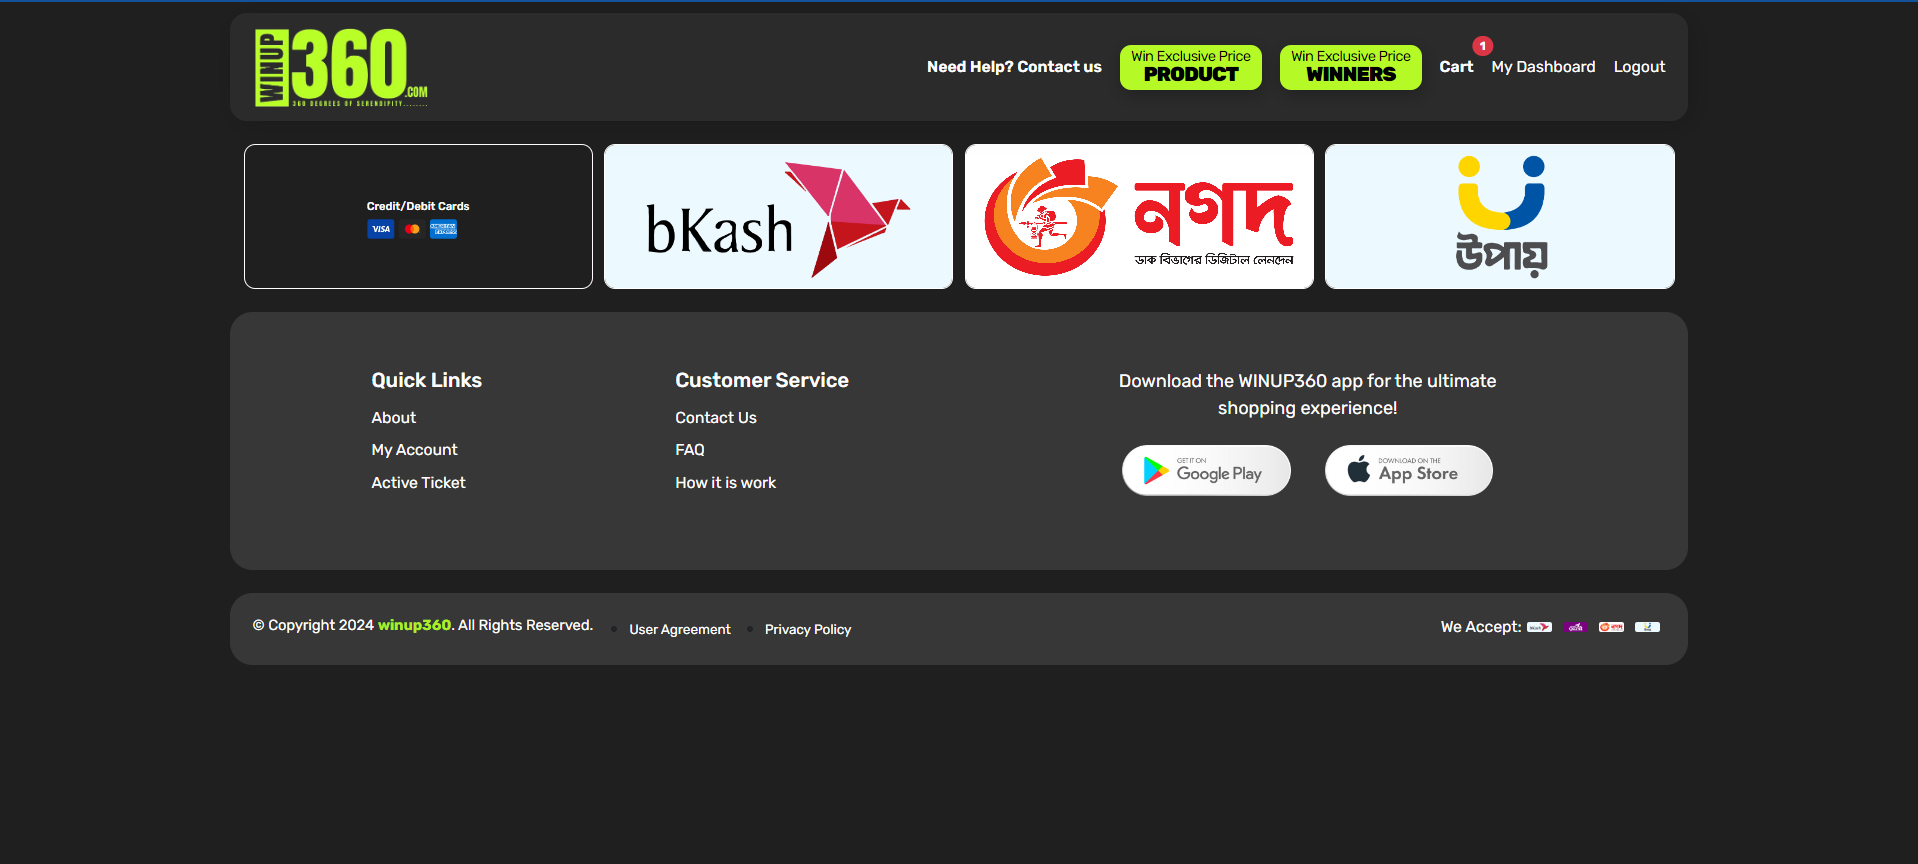 WINUP 360.COM
360 DEGREES OF SERENDIPITY........
Need Help? Contact us
Win Exclusive Price
PRODUCT
Win Exclusive Price
WINNERS
Cart 1
My Dashboard
Logout
Credit/Debit Cards
VISA
AMERICAN EXPRESS
bKash
নগদ
ডাক বিভাগের ডিজিটাল লেনদেন
উপায়
Quick Links
About
My Account
Active Ticket
Customer Service
Contact Us
FAQ
How it is work
Download the WINUP360 app for the ultimate
shopping experience!
GET IT ON
Google Play
DOWNLOAD ON THE
App Store
© Copyright 2024 winup360. All Rights Reserved.
User Agreement
Privacy Policy
We Accept:
bKash
নগদ